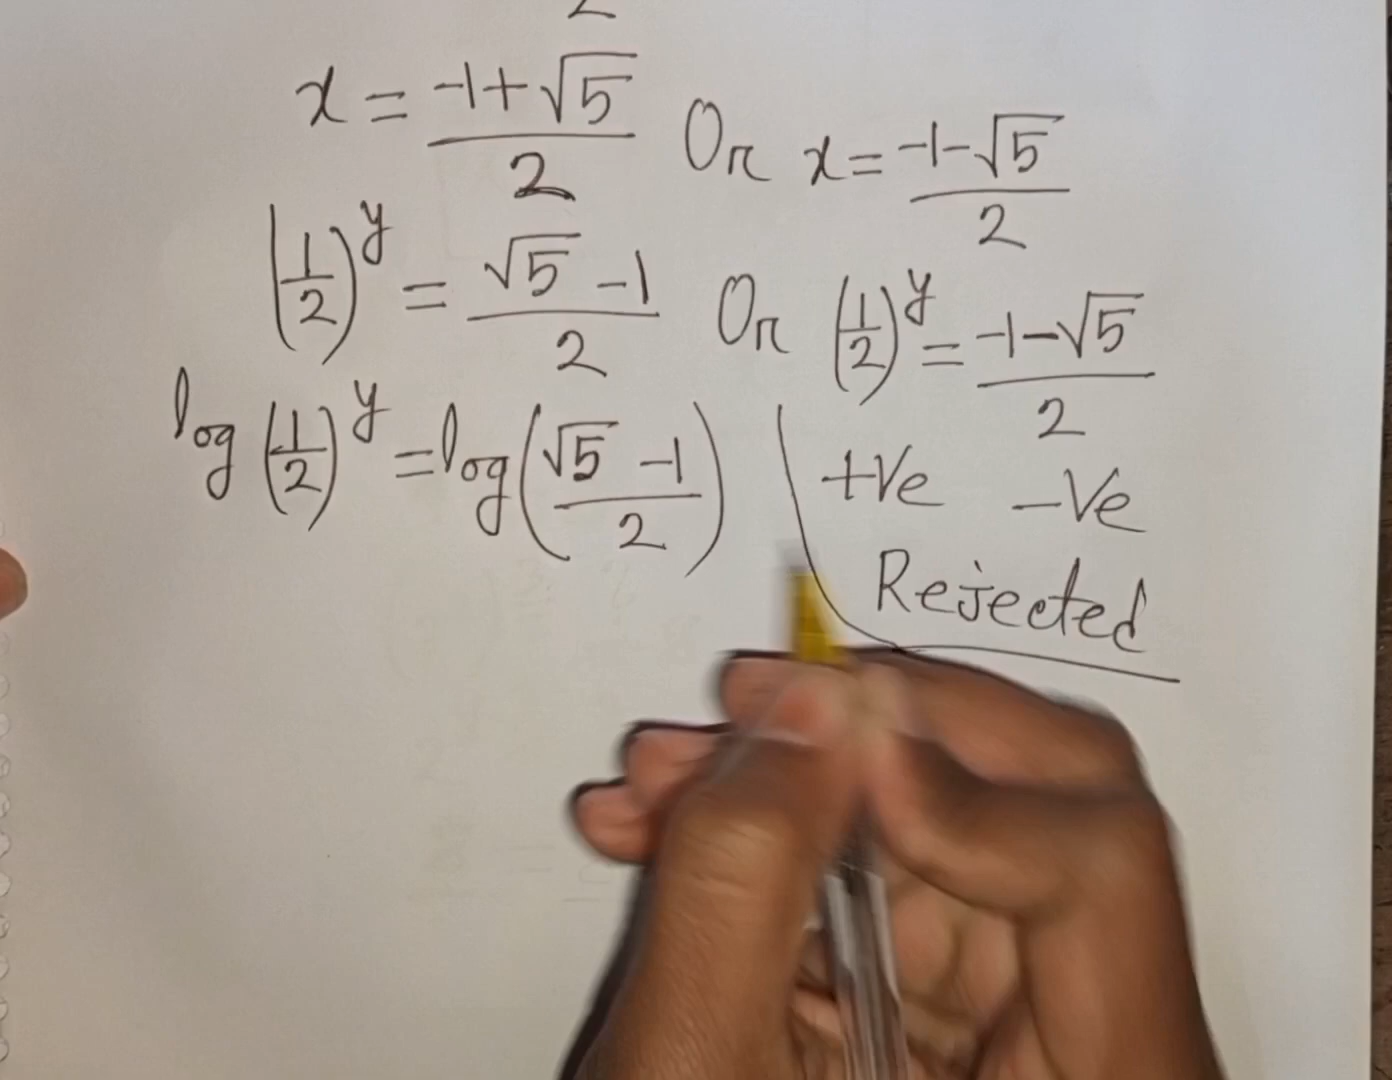 x = (-1+√5)/2 Or x = (-1-√5)/2
(1/2)^y = (√5 -1)/2 Or (1/2)^y = (-1-√5)/2
log (1/2)^y = log((√5 -1)/2)
+ve -ve
Rejected